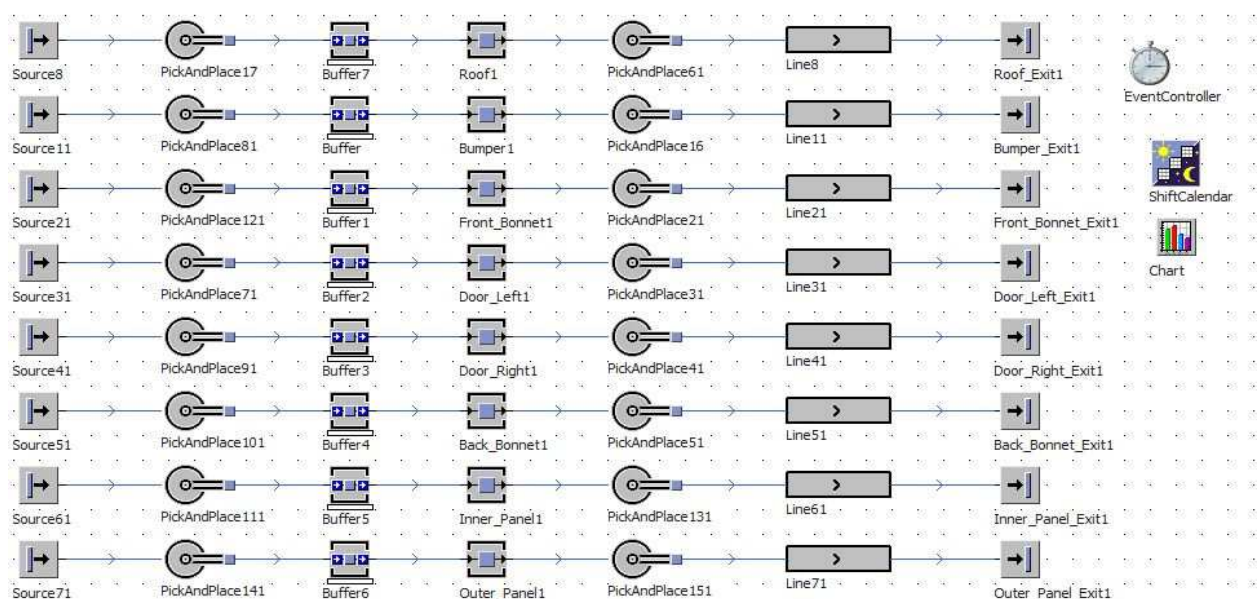 Source8 PickAndPlace17 Buffer7 Roof1 PickAndPlace61 Line8 Roof_Exit1
EventController
Source11 PickAndPlace81 Buffer Bumper1 PickAndPlace16 Line11 Bumper_Exit1
ShiftCalendar
Source21 PickAndPlace121 Buffer1 Front_Bonnet1 PickAndPlace21 Line21 Front_Bonnet_Exit1
Chart
Source31 PickAndPlace71 Buffer2 Door_Left1 PickAndPlace31 Line31 Door_Left_Exit1
Source41 PickAndPlace91 Buffer3 Door_Right1 PickAndPlace41 Line41 Door_Right_Exit1
Source51 PickAndPlace101 Buffer4 Back_Bonnet1 PickAndPlace51 Line51 Back_Bonnet_Exit1
Source61 PickAndPlace111 Buffer5 Inner_Panel1 PickAndPlace131 Line61 Inner_Panel_Exit1
Source71 PickAndPlace141 Buffer6 Outer_Panel1 PickAndPlace151 Line71 Outer_Panel_Exit1